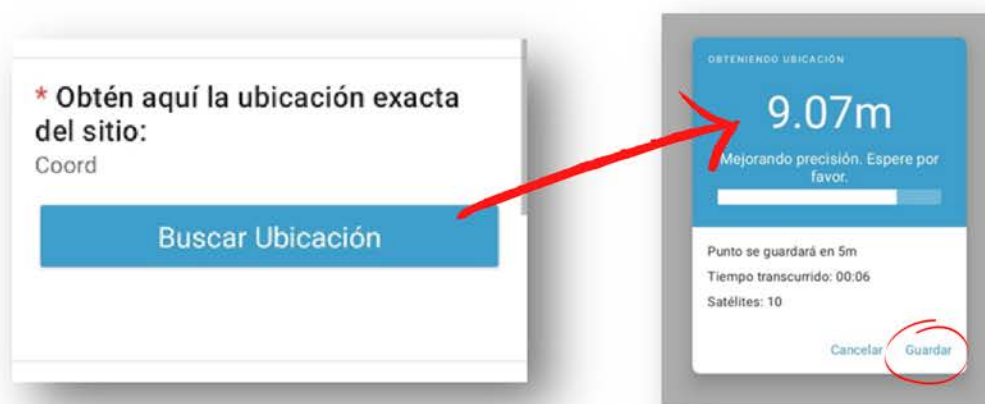 * Obtén aquí la ubicación exacta
del sitio:
Coord
Buscar Ubicación
OBTENIENDO UBICACIÓN
9.07m
Mejorando precisión. Espere por
favor.
Punto se guardará en 5m
Tiempo transcurrido: 00:06
Satélites: 10
Cancelar Guardar